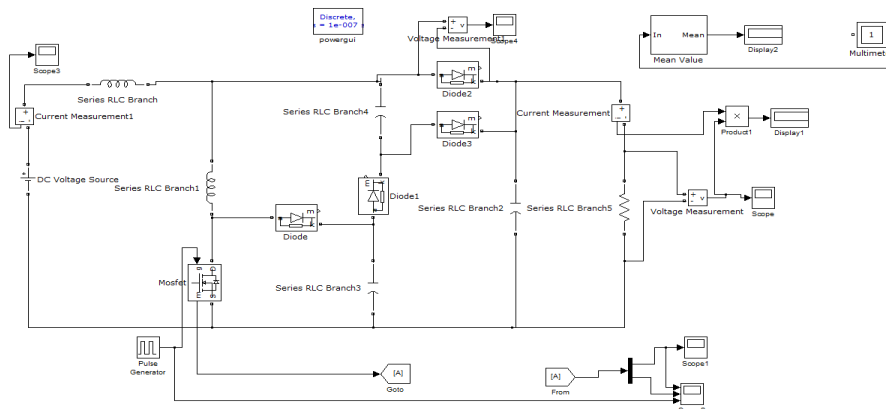 Discrete,
= 1e-007
powergui
Scope3
Series RLC Branch
i
Current Measurement1
DC Voltage Source
Series RLC Branch1
Mosfet
g
D
m
S
Pulse
Generator
Series RLC Branch4
v
Voltage Measurement1
Scope4
m
a
k
Diode2
m
a
k
Diode3
m
a
k
Diode1
m
a
k
Diode
Series RLC Branch3
Series RLC Branch2
Series RLC Branch5
i
Current Measurement
In
Mean
Mean Value
Display2
1
Multimet
×
Product1
Display1
v
Voltage Measurement
Scope
[A]
Goto
[A]
From
Scope1